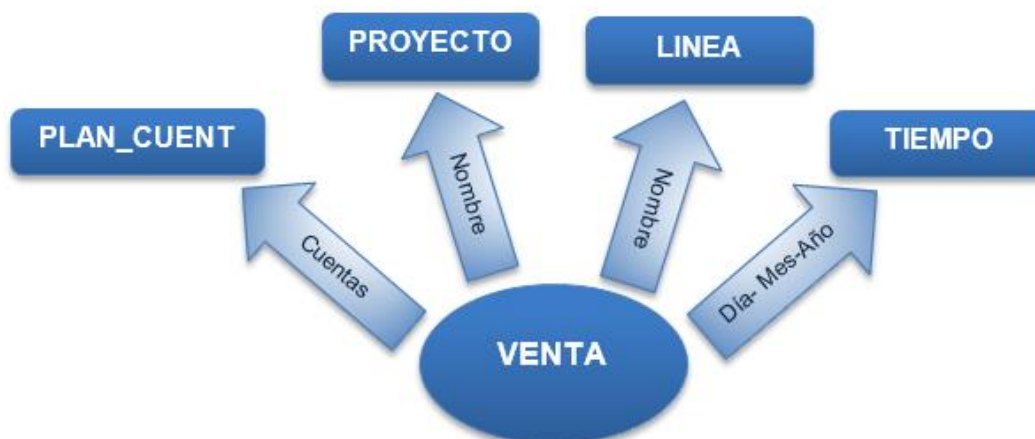 PROYECTO
LINEA
PLAN_CUENT
TIEMPO
Cuentas
Nombre
Nombre
Día- Mes-Año
VENTA